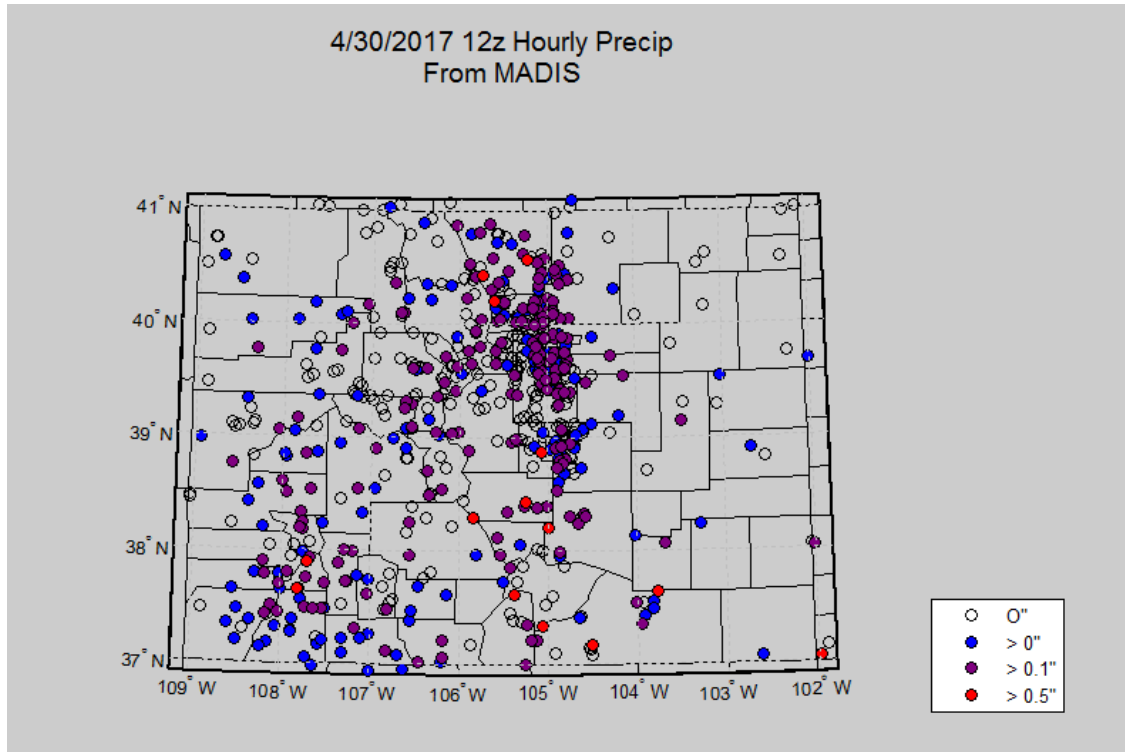 4/30/2017 12z Hourly Precip
From MADIS
41° N
40° N
39° N
38° N
37° N
109° W
108° W
107° W
106° W
105° W
104° W
103° W
102° W
O"
> 0"
> 0.1"
> 0.5"